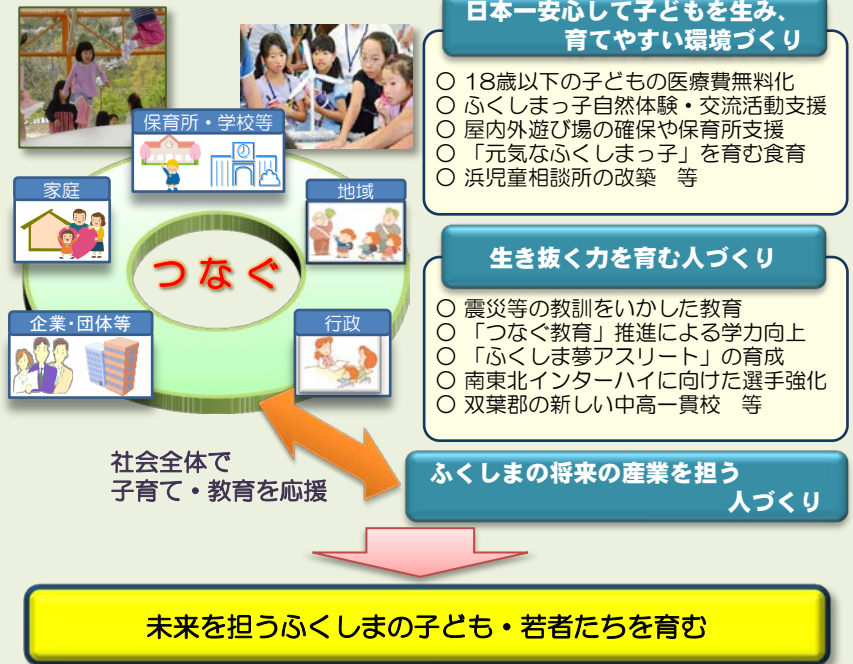 保育所・学校等
家庭
地域
つなぐ
企業・団体等
行政
社会全体で
子育て・教育を応援
日本一安心して子どもを生み、
育てやすい環境づくり
○ 18歳以下の子どもの医療費無料化
○ ふくしまっ子自然体験・交流活動支援
○ 屋内外遊び場の確保や保育所支援
○ 「元気なふくしまっ子」を育む食育
○ 浜児童相談所の改築　等
生き抜く力を育む人づくり
○ 震災等の教訓をいかした教育
○ 「つなぐ教育」推進による学力向上
○ 「ふくしま夢アスリート」の育成
○ 南東北インターハイに向けた選手強化
○ 双葉郡の新しい中高一貫校　等
ふくしまの将来の産業を担う
人づくり
未来を担うふくしまの子ども・若者たちを育む